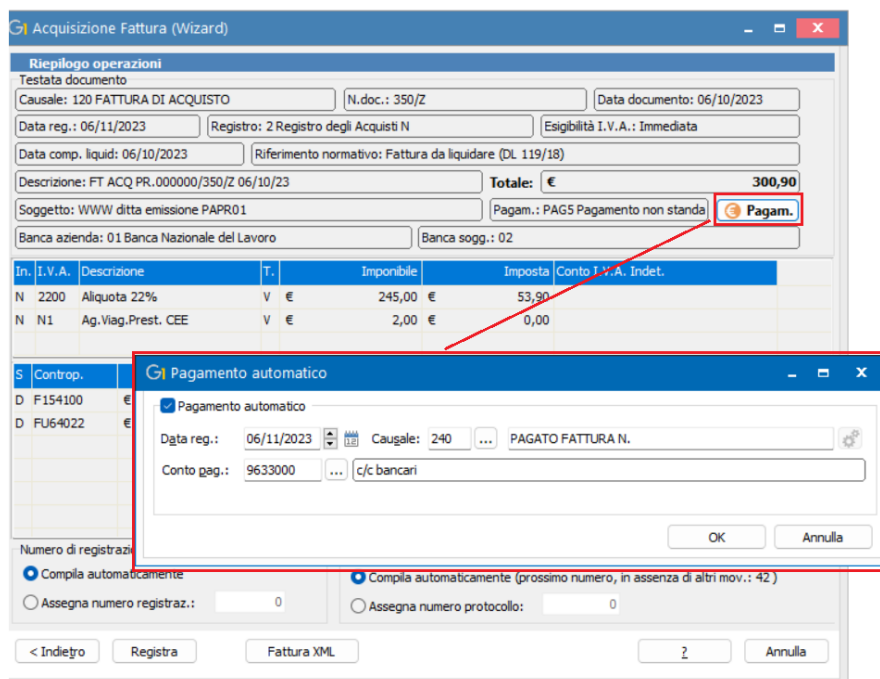 G1 Acquisizione Fattura (Wizard)
Riepilogo operazioni
Testata documento
Causale: 120 FATTURA DI ACQUISTO N.doc.: 350/Z Data documento: 06/10/2023
Data reg.: 06/11/2023 Registro: 2 Registro degli Acquisti N Esigibilità I.V.A.: Immediata
Data comp. liquid: 06/10/2023 Riferimento normativo: Fattura da liquidare (DL 119/18)
Descrizione: FT ACQ PR.000000/350/Z 06/10/23 Totale: € 300,90
Soggetto: WWW ditta emissione PAPR01 Pagam.: PAG5 Pagamento non standa Pagam.
Banca azienda: 01 Banca Nazionale del Lavoro Banca sogg.: 02
In. I.V.A. Descrizione T. Imponibile Imposta Conto I.V.A. Indet.
N 2200 Aliquota 22% V € 245,00 € 53,90
N N1 Ag.Viag.Prest. CEE V € 2,00 € 0,00
S Controp.
D F154100 €
D FU64022 €
G1 Pagamento automatico
Pagamento automatico
Data reg.: 06/11/2023 12 Causale: 240 ... PAGATO FATTURA N.
Conto pag.: 9633000 ... c/c bancari
OK Annulla
Numero di registrazi
Compila automaticamente Compila automaticamente (prossimo numero, in assenza di altri mov.: 42 )
Assegna numero registraz.: 0 Assegna numero protocollo: 0
< Indietro Registra Fattura XML ? Annulla